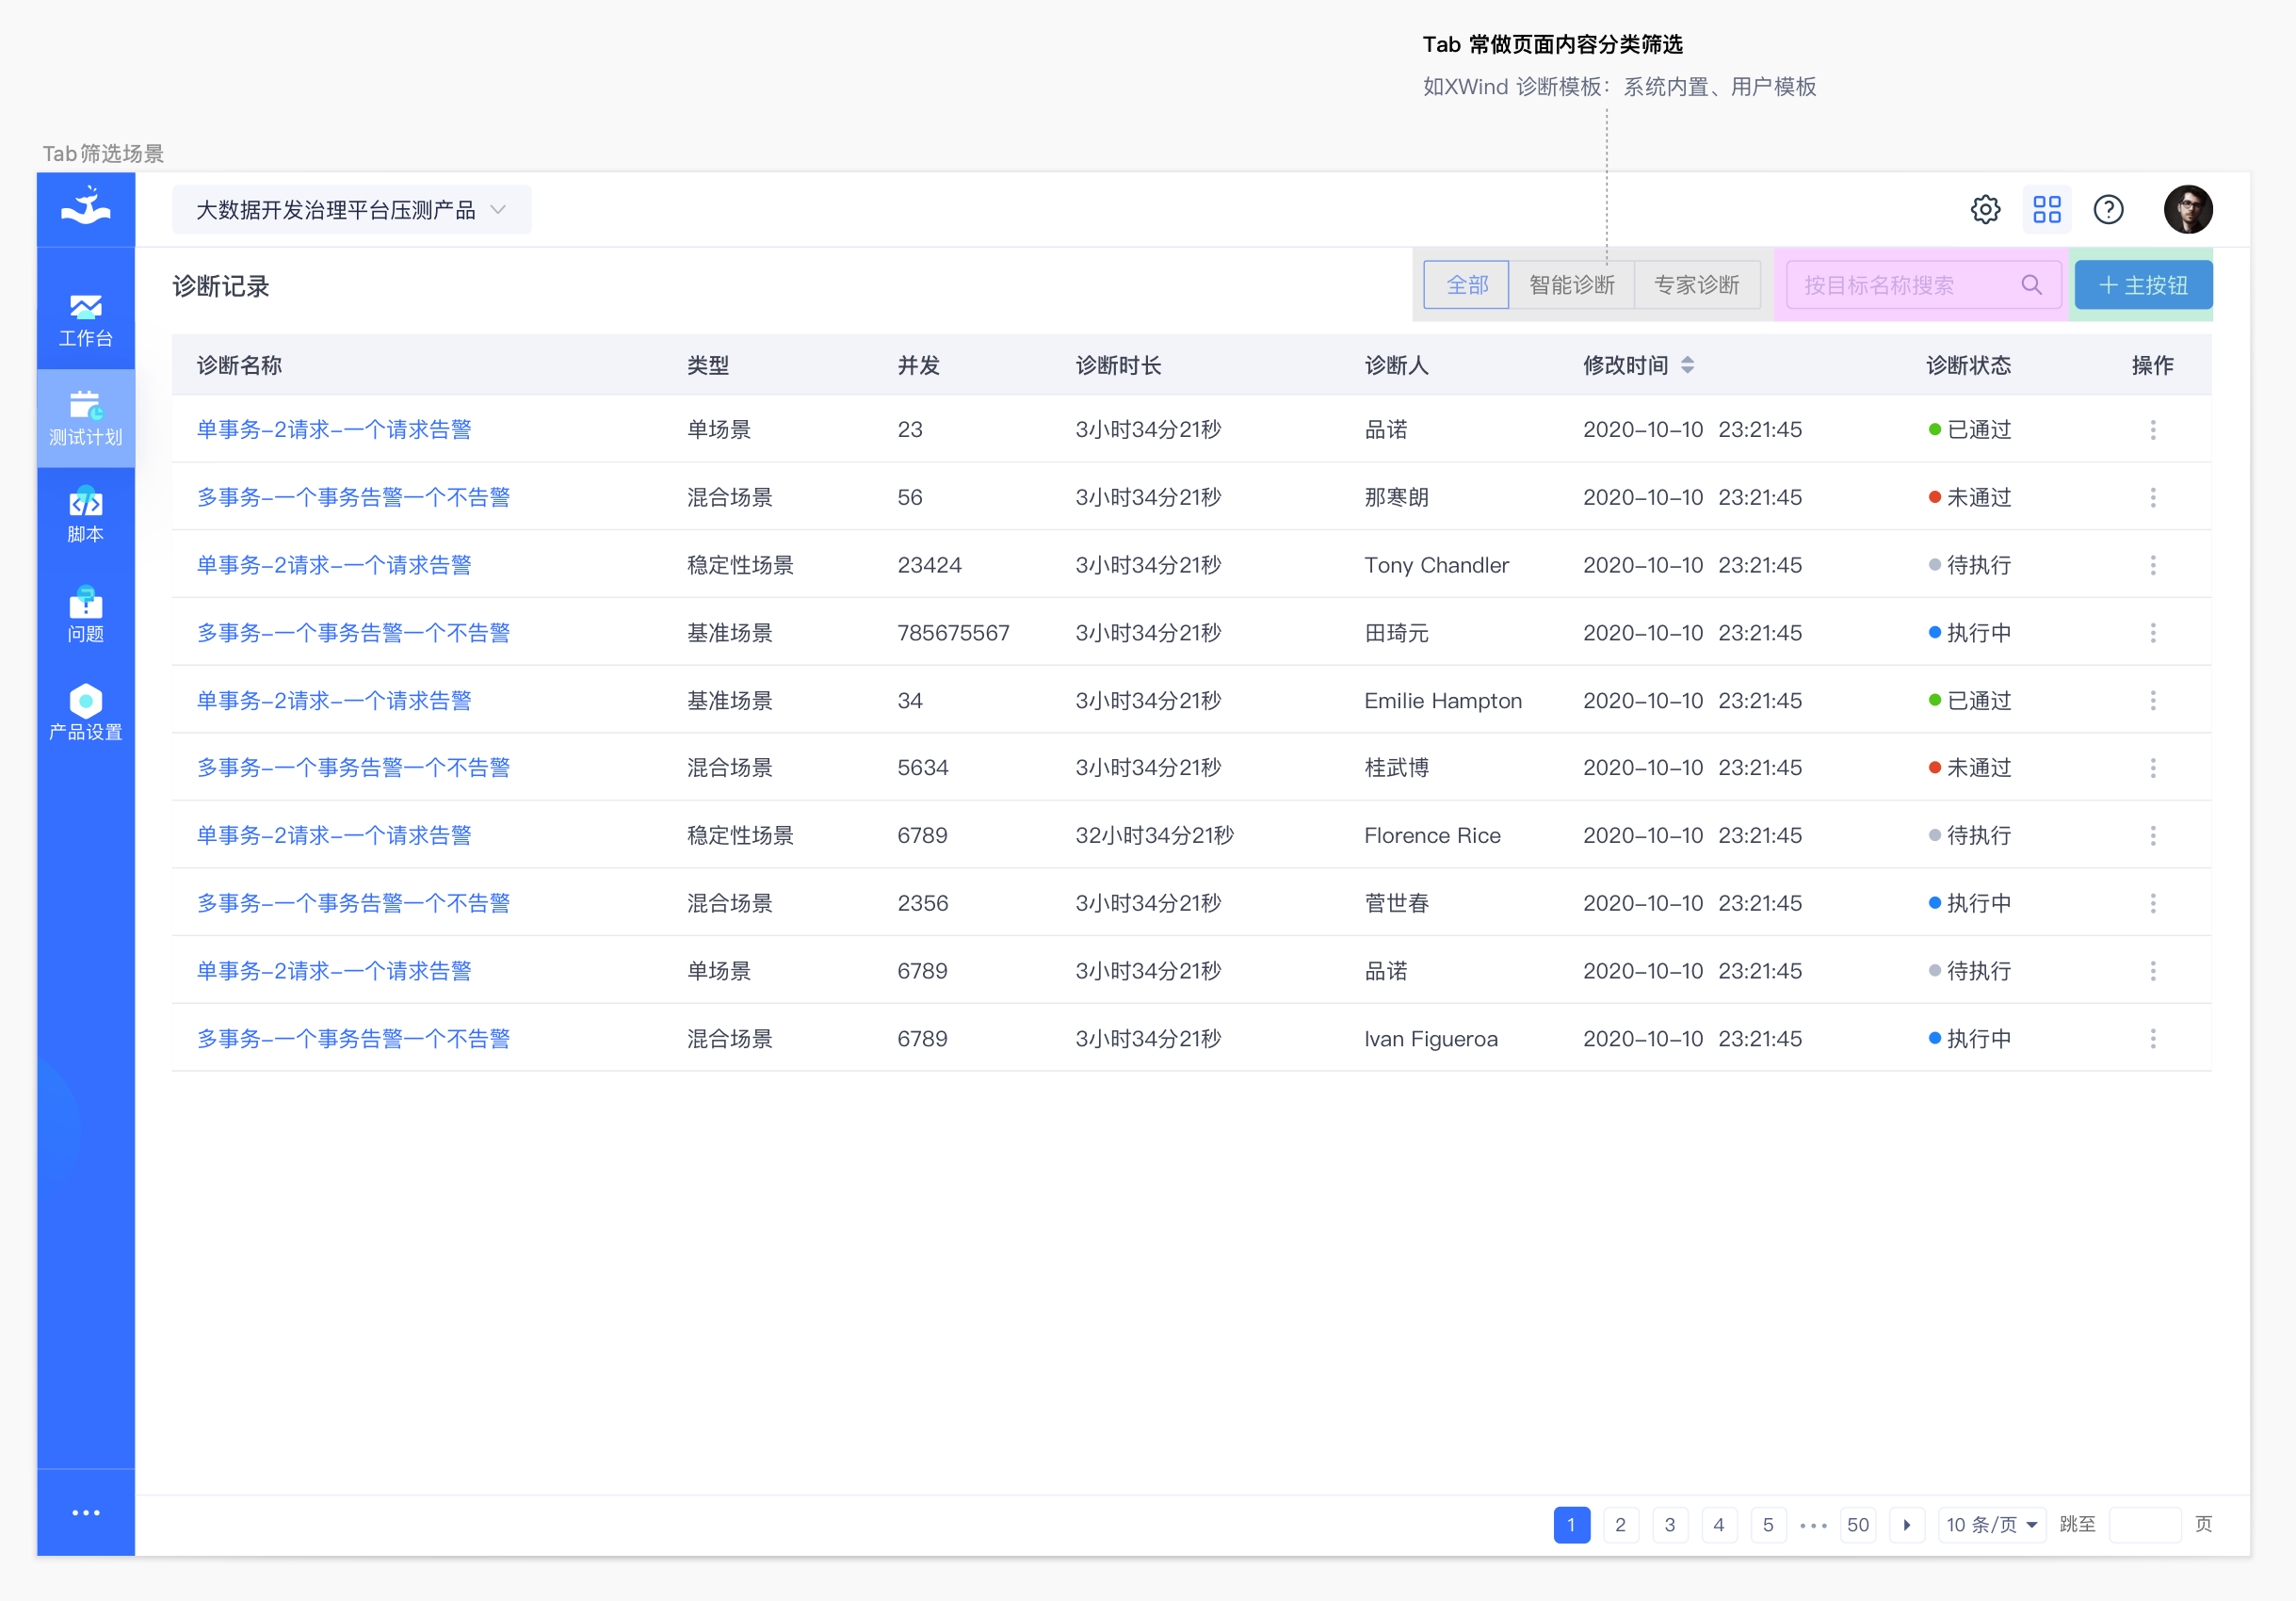 Tab 常做页面内容分类筛选
如XWind 诊断模板：系统内置、用户模板
Tab筛选场景
大数据开发治理平台压测产品
工作台
测试计划
脚本
问题
产品设置
诊断记录
全部 智能诊断 专家诊断 按目标名称搜索 主按钮
诊断名称 类型 并发 诊断时长 诊断人 修改时间 诊断状态 操作
单事务-2请求-一个请求告警 单场景 23 3小时34分21秒 品诺 2020-10-10 23:21:45 已通过
多事务-一个事务告警一个不告警 混合场景 56 3小时34分21秒 那寒朗 2020-10-10 23:21:45 未通过
单事务-2请求-一个请求告警 稳定性场景 23424 3小时34分21秒 Tony Chandler 2020-10-10 23:21:45 待执行
多事务-一个事务告警一个不告警 基准场景 785675567 3小时34分21秒 田琦元 2020-10-10 23:21:45 执行中
单事务-2请求-一个请求告警 基准场景 34 3小时34分21秒 Emilie Hampton 2020-10-10 23:21:45 已通过
多事务-一个事务告警一个不告警 混合场景 5634 3小时34分21秒 桂武博 2020-10-10 23:21:45 未通过
单事务-2请求-一个请求告警 稳定性场景 6789 32小时34分21秒 Florence Rice 2020-10-10 23:21:45 待执行
多事务-一个事务告警一个不告警 混合场景 2356 3小时34分21秒 菅世春 2020-10-10 23:21:45 执行中
单事务-2请求-一个请求告警 单场景 6789 3小时34分21秒 品诺 2020-10-10 23:21:45 待执行
多事务-一个事务告警一个不告警 混合场景 6789 3小时34分21秒 Ivan Figueroa 2020-10-10 23:21:45 执行中
1 2 3 4 5 ••• 50 10 条/页 跳至 页